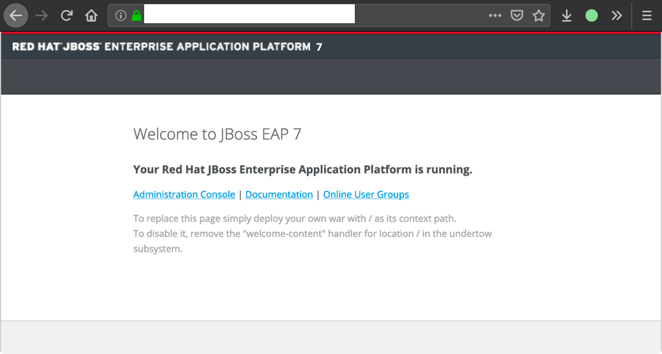 RED HAT® JBOSS® ENTERPRISE APPLICATION PLATFORM 7
Welcome to JBoss EAP 7
Your Red Hat JBoss Enterprise Application Platform is running.
Administration Console | Documentation | Online User Groups
To replace this page simply deploy your own war with / as its context path.
To disable it, remove the "welcome-content" handler for location / in the undertow
subsystem.